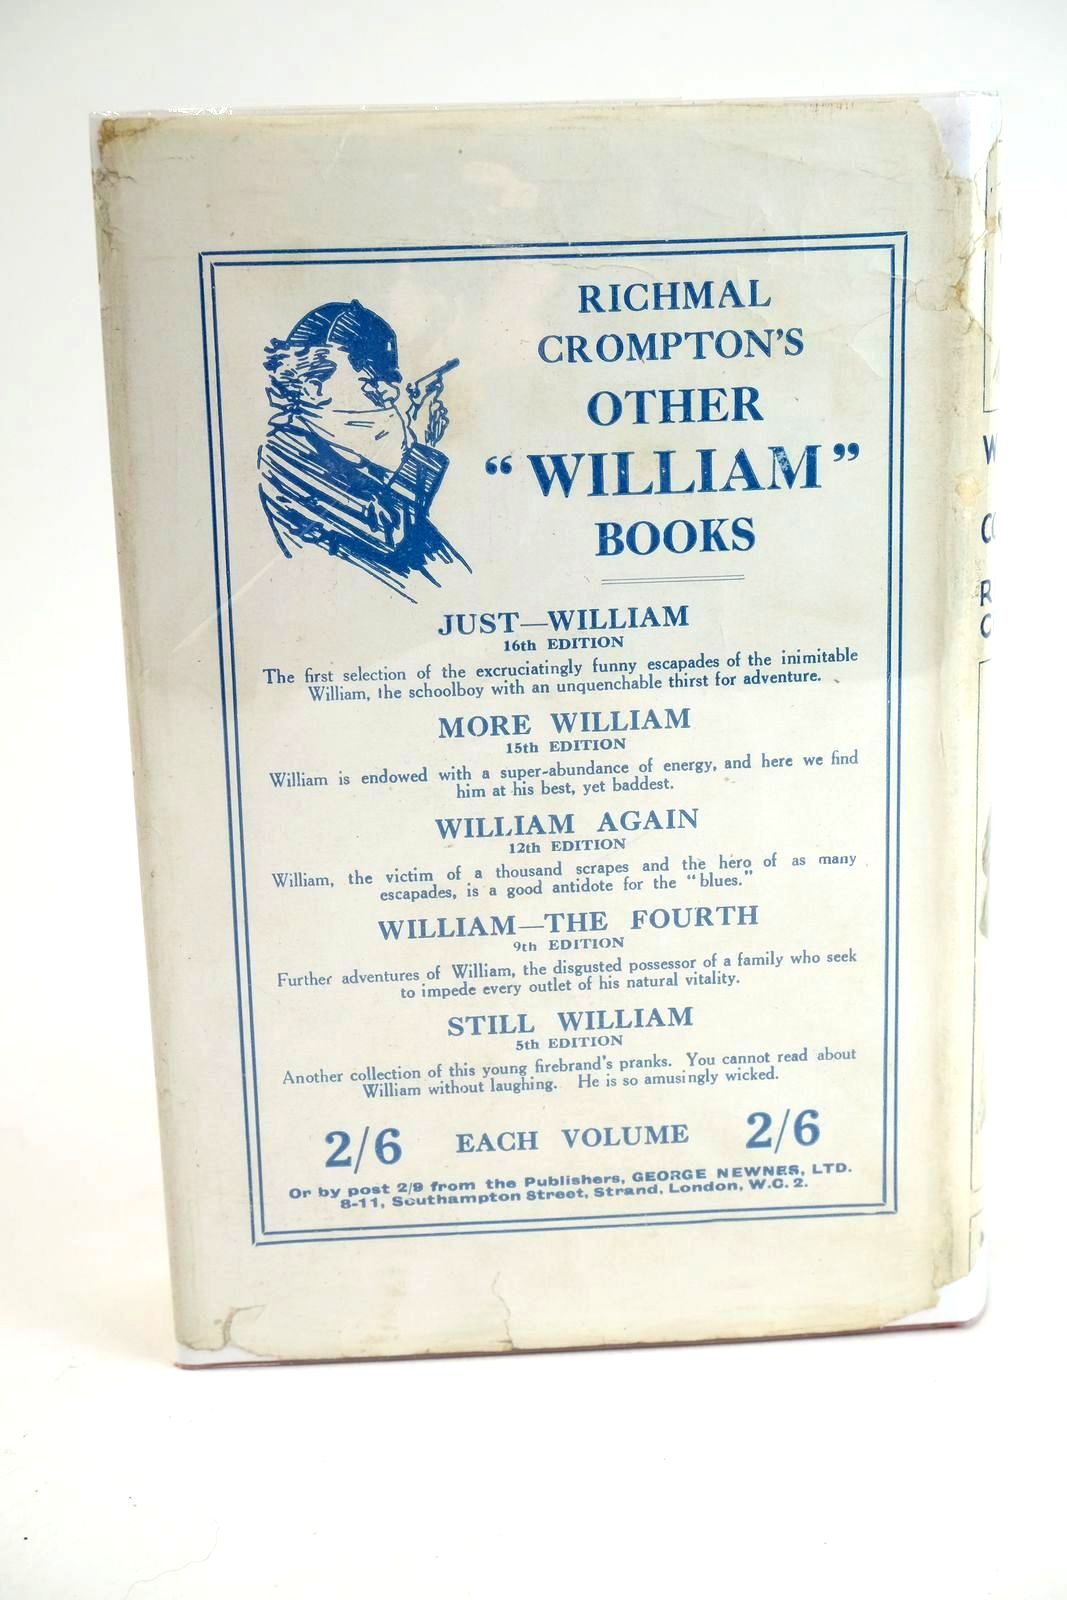 RICHMAL
CROMPTON'S
OTHER
"WILLIAM"
BOOKS
JUST—WILLIAM
16th EDITION
The first selection of the excruciatingly funny escapades of the inimitable
William, the schoolboy with an unquenchable thirst for adventure.
MORE WILLIAM
15th EDITION
William is endowed with a super-abundance of energy, and here we find
him at his best, yet baddest.
WILLIAM AGAIN
12th EDITION
William, the victim of a thousand scrapes and the hero of as many
escapades, is a good antidote for the "blues."
WILLIAM—THE FOURTH
9th EDITION
Further adventures of William, the disgusted possessor of a family who seek
to impede every outlet of his natural vitality.
STILL WILLIAM
5th EDITION
Another collection of this young firebrand's pranks. You cannot read about
William without laughing. He is so amusingly wicked.
2/6 EACH VOLUME 2/6
Or by post 2/9 from the Publishers, GEORGE NEWNES, LTD.
8-11, Southampton Street, Strand, London, W.C. 2.